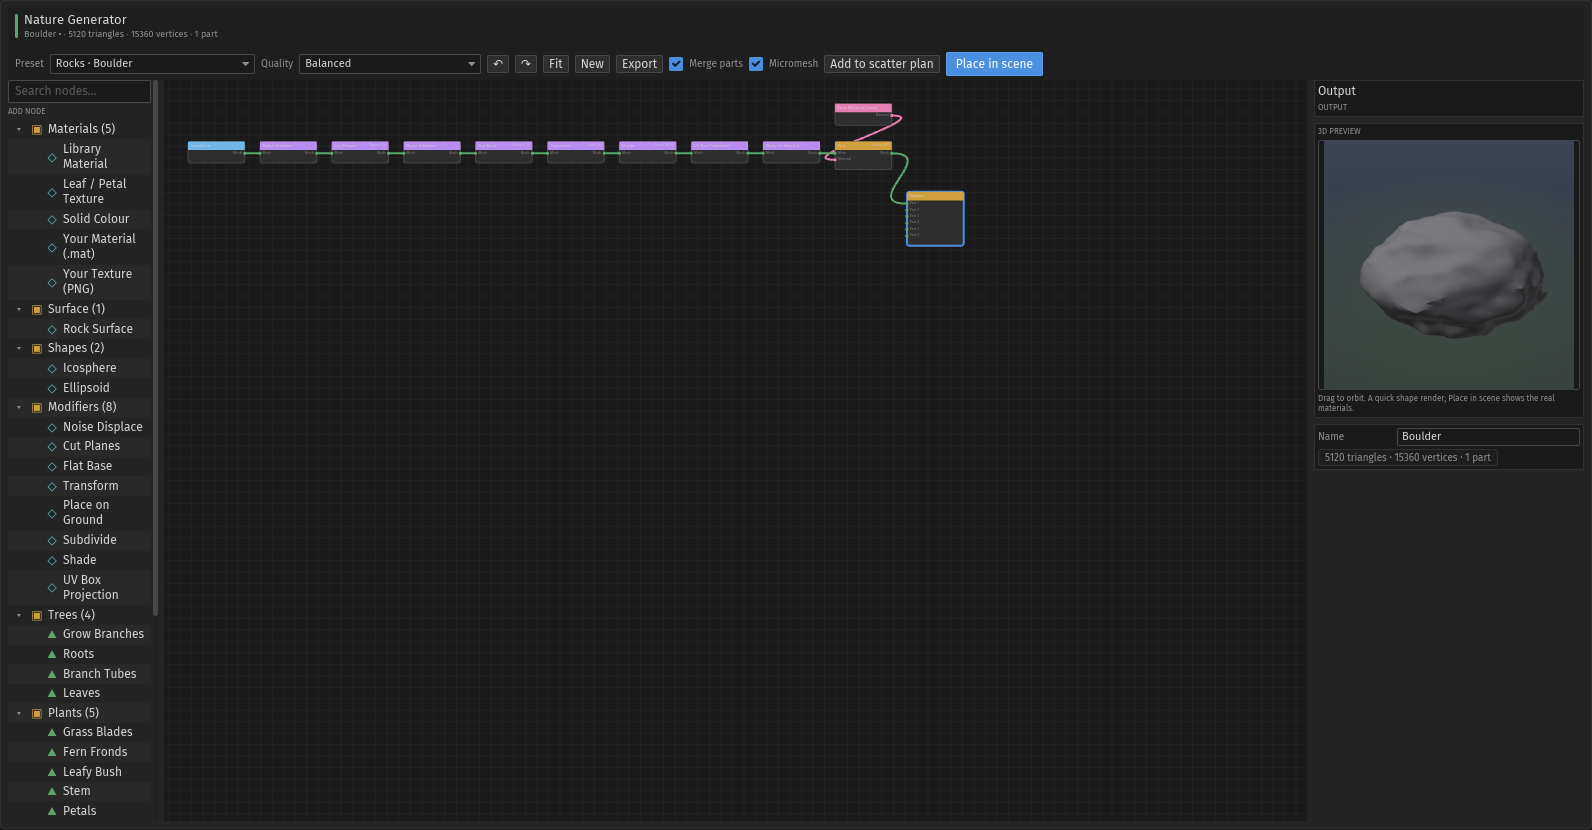 Nature Generator
Boulder • · 5120 triangles · 15360 vertices · 1 part
Preset
Rocks · Boulder
Quality
Balanced
↶
↷
Fit
New
Export
Merge parts
Micromesh
Add to scatter plan
Place in scene
Search nodes...
ADD NODE
Materials (5)
Library
Material
Leaf / Petal
Texture
Solid Colour
Your Material
(.mat)
Your Texture
(PNG)
Surface (1)
Rock Surface
Shapes (2)
Icosphere
Ellipsoid
Modifiers (8)
Noise Displace
Cut Planes
Flat Base
Transform
Place on
Ground
Subdivide
Shade
UV Box
Projection
Trees (4)
Grow Branches
Roots
Branch Tubes
Leaves
Plants (5)
Grass Blades
Fern Fronds
Leafy Bush
Stem
Petals
Output
OUTPUT
3D PREVIEW
Drag to orbit. A quick shape render; Place in scene shows the real
materials.
Name
Boulder
5120 triangles · 15360 vertices · 1 part